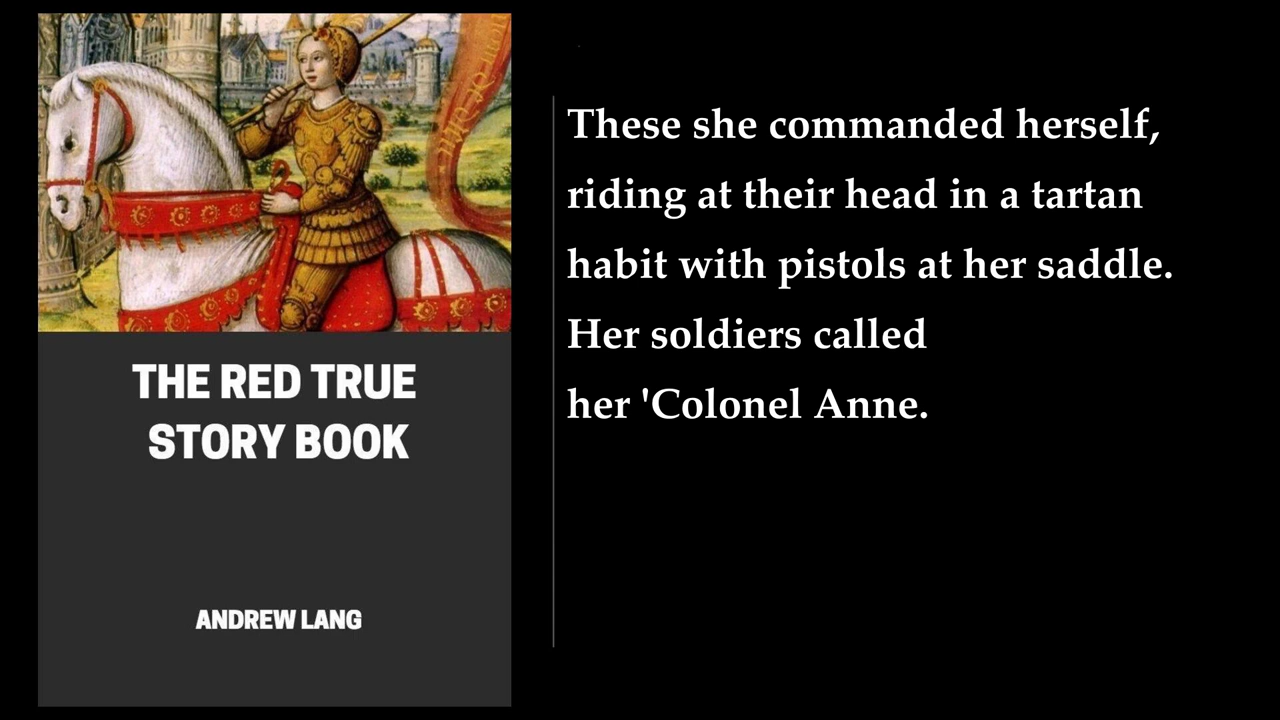 THE RED TRUE
STORY BOOK
ANDREW LANG
These she commanded herself,
riding at their head in a tartan
habit with pistols at her saddle.
Her soldiers called
her 'Colonel Anne.